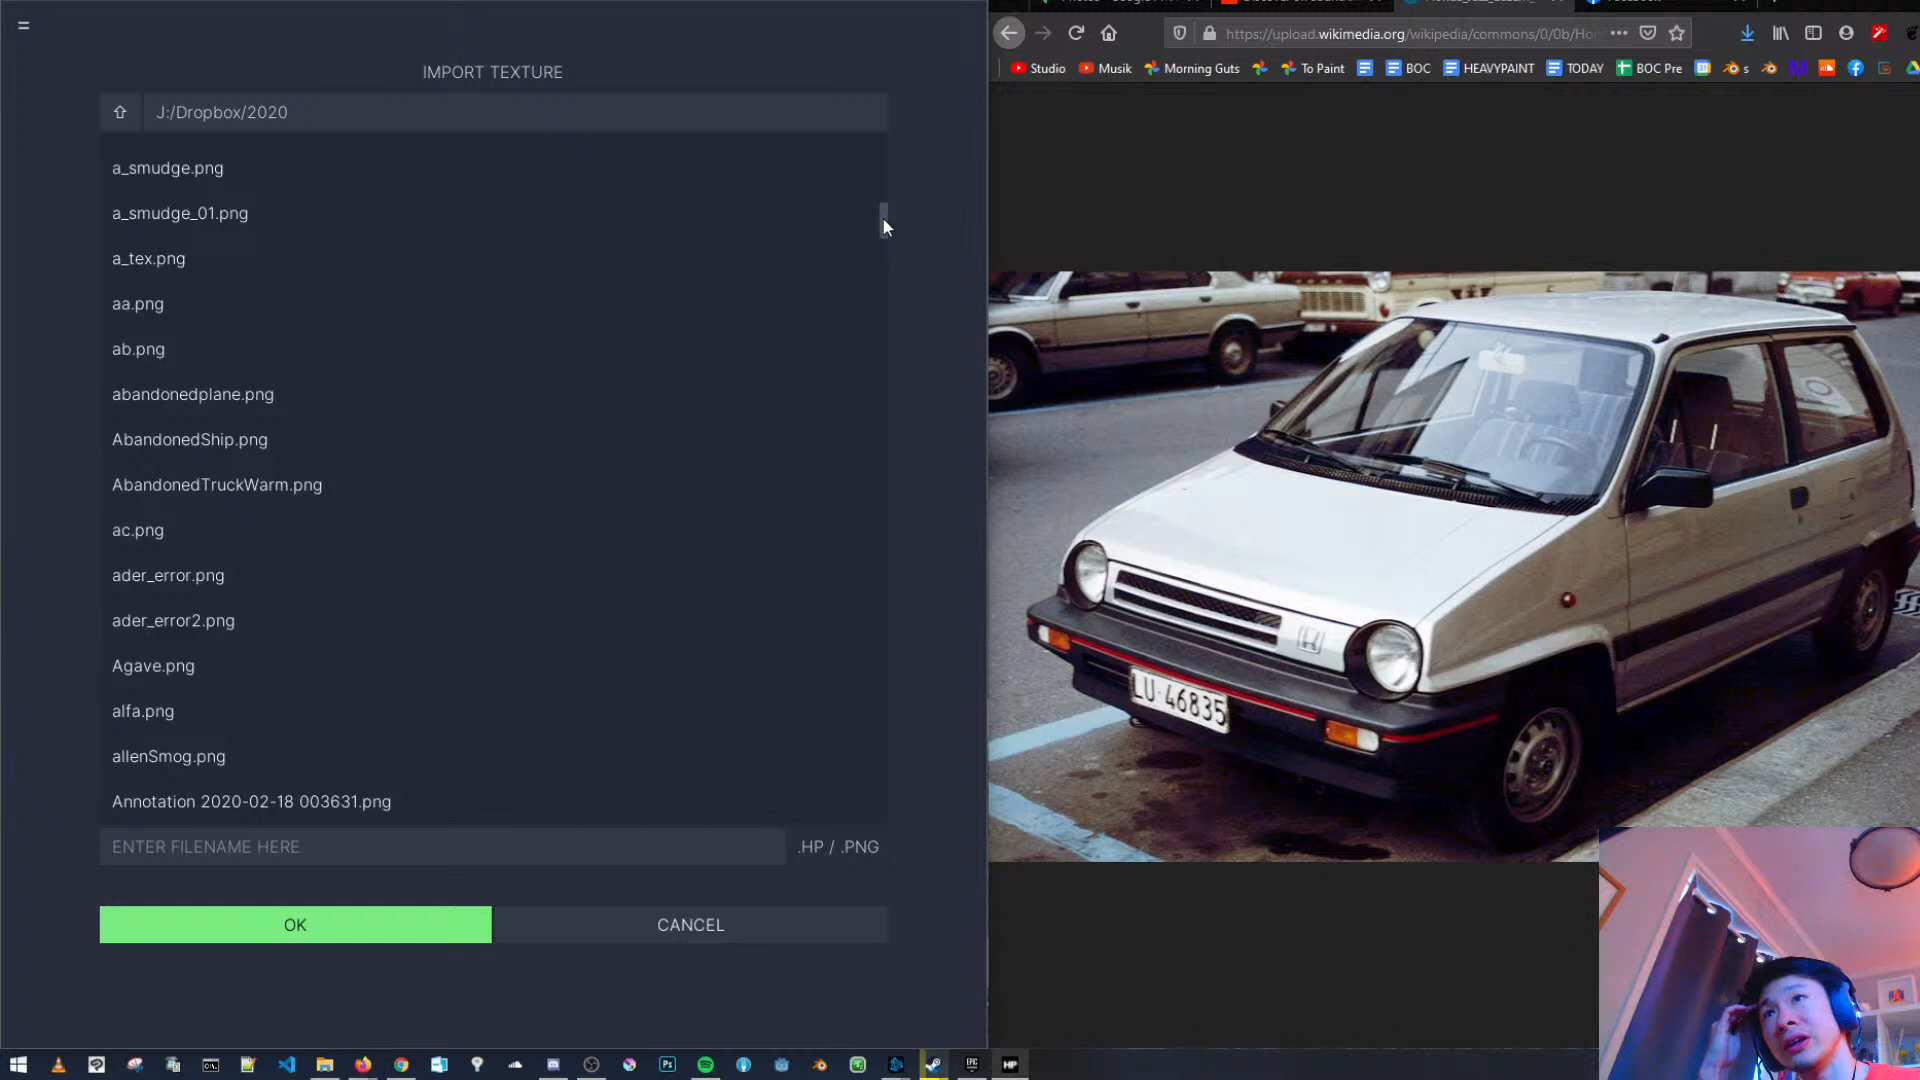 IMPORT TEXTURE
J:/Dropbox/2020
a_smudge.png
a_smudge_01.png
a_tex.png
aa.png
ab.png
abandonedplane.png
AbandonedShip.png
AbandonedTruckWarm.png
ac.png
ader_error.png
ader_error2.png
Agave.png
alfa.png
allenSmog.png
Annotation 2020-02-18 003631.png
ENTER FILENAME HERE
.HP / .PNG
OK
CANCEL
https://upload.wikimedia.org/wikipedia/commons/0/0b/Ho
Studio
Musik
Morning Guts
To Paint
BOC
HEAVYPAINT
TODAY
BOC Pre
s
LU·46835
Ps
EPIC
HP